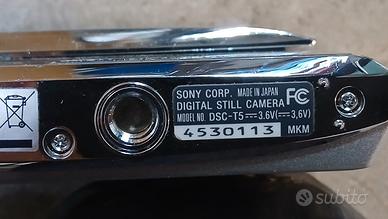 SONY CORP. MADE IN JAPAN
DIGITAL STILL CAMERA FC
MODEL NO. DSC-T5 ⎓3.6V(⎓3,6V)
4530113 MKM
subito